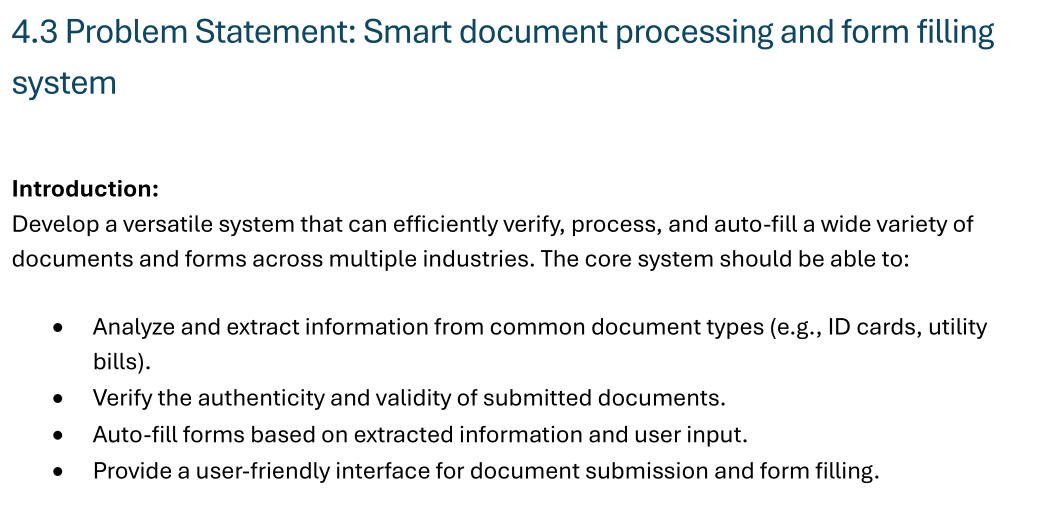 4.3 Problem Statement: Smart document processing and form filling
system
Introduction:
Develop a versatile system that can efficiently verify, process, and auto-fill a wide variety of
documents and forms across multiple industries. The core system should be able to:
• Analyze and extract information from common document types (e.g., ID cards, utility
bills).
• Verify the authenticity and validity of submitted documents.
• Auto-fill forms based on extracted information and user input.
• Provide a user-friendly interface for document submission and form filling.